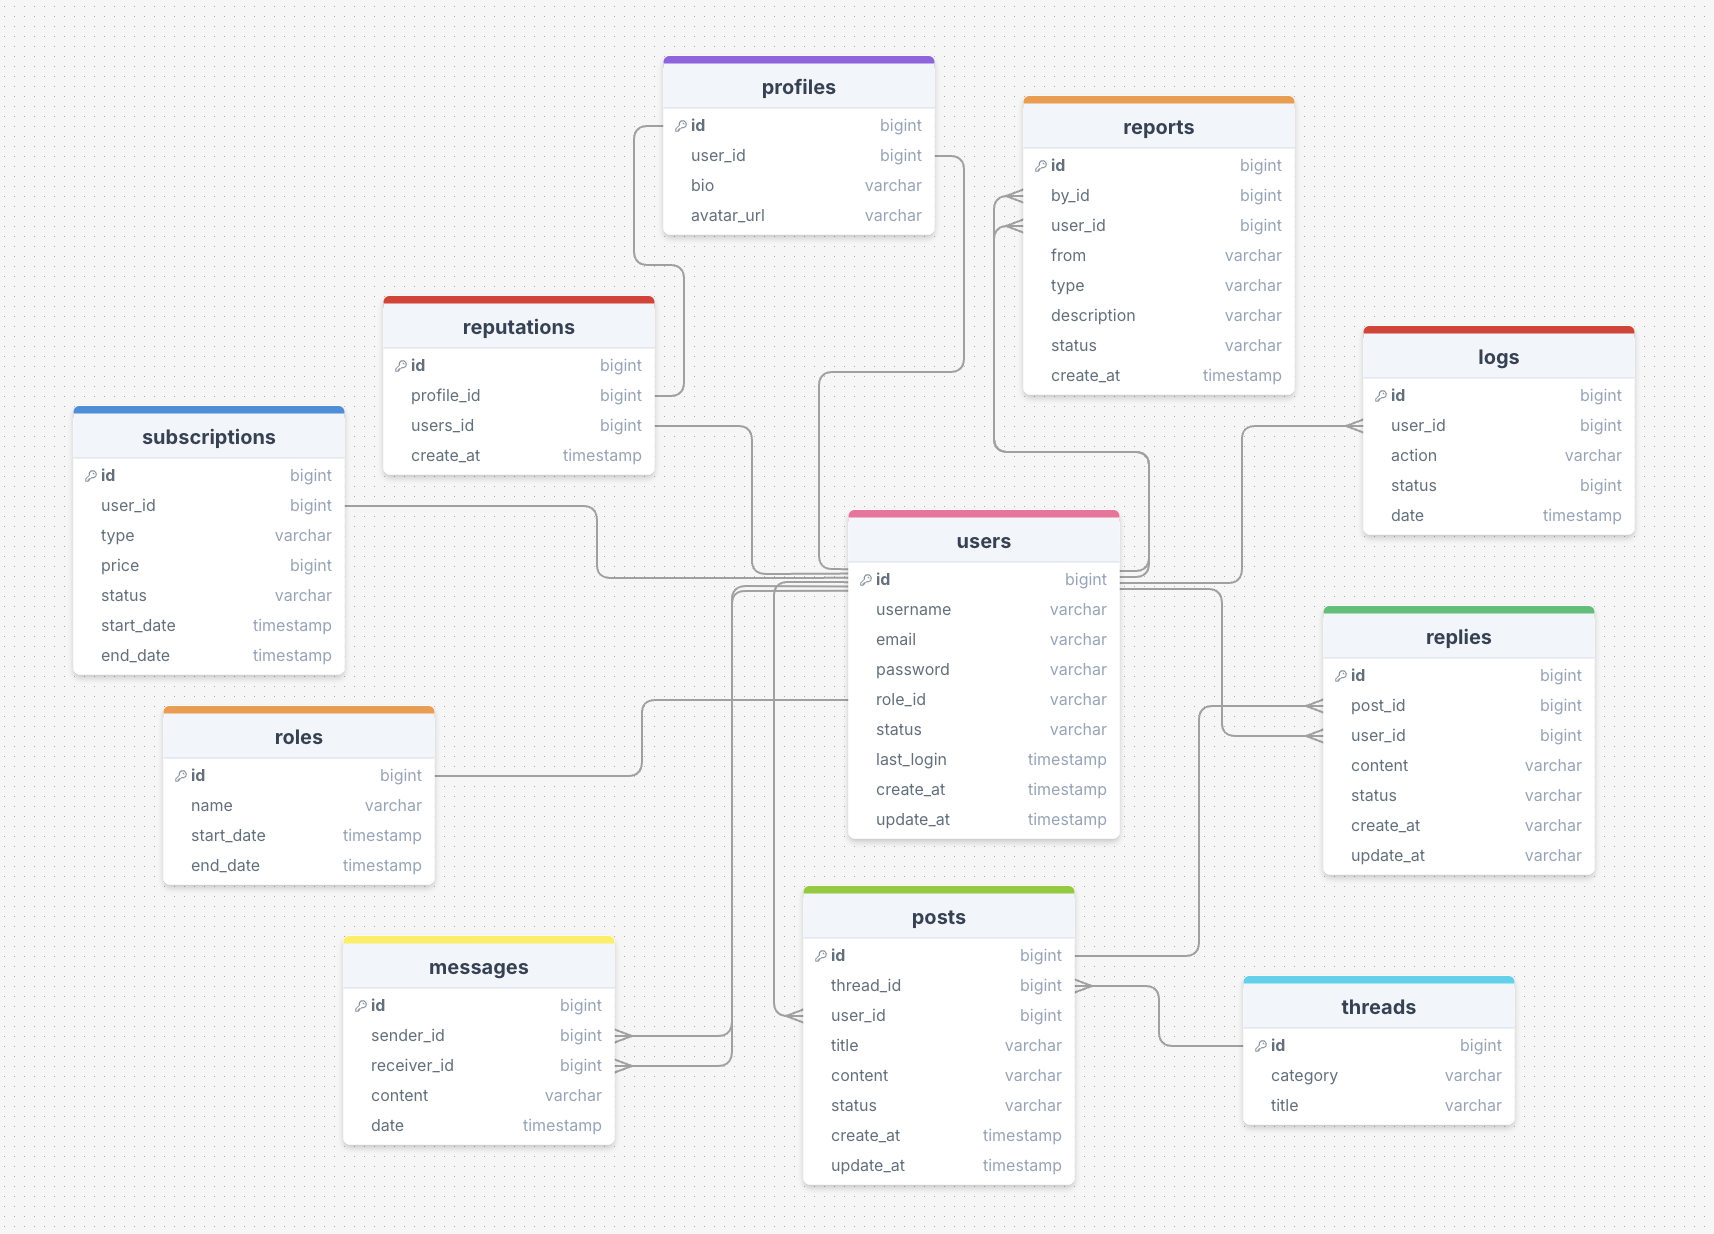 profiles
id bigint
user_id bigint
bio varchar
avatar_url varchar
reports
id bigint
by_id bigint
user_id bigint
from varchar
type varchar
description varchar
status varchar
create_at timestamp
reputations
id bigint
profile_id bigint
users_id bigint
create_at timestamp
logs
id bigint
user_id bigint
action varchar
status bigint
date timestamp
subscriptions
id bigint
user_id bigint
type varchar
price bigint
status varchar
start_date timestamp
end_date timestamp
users
id bigint
username varchar
email varchar
password varchar
role_id varchar
status varchar
last_login timestamp
create_at timestamp
update_at timestamp
replies
id bigint
post_id bigint
user_id bigint
content varchar
status varchar
create_at varchar
update_at varchar
roles
id bigint
name varchar
start_date timestamp
end_date timestamp
posts
id bigint
thread_id bigint
user_id bigint
title varchar
content varchar
status varchar
create_at timestamp
update_at timestamp
messages
id bigint
sender_id bigint
receiver_id bigint
content varchar
date timestamp
threads
id bigint
category varchar
title varchar